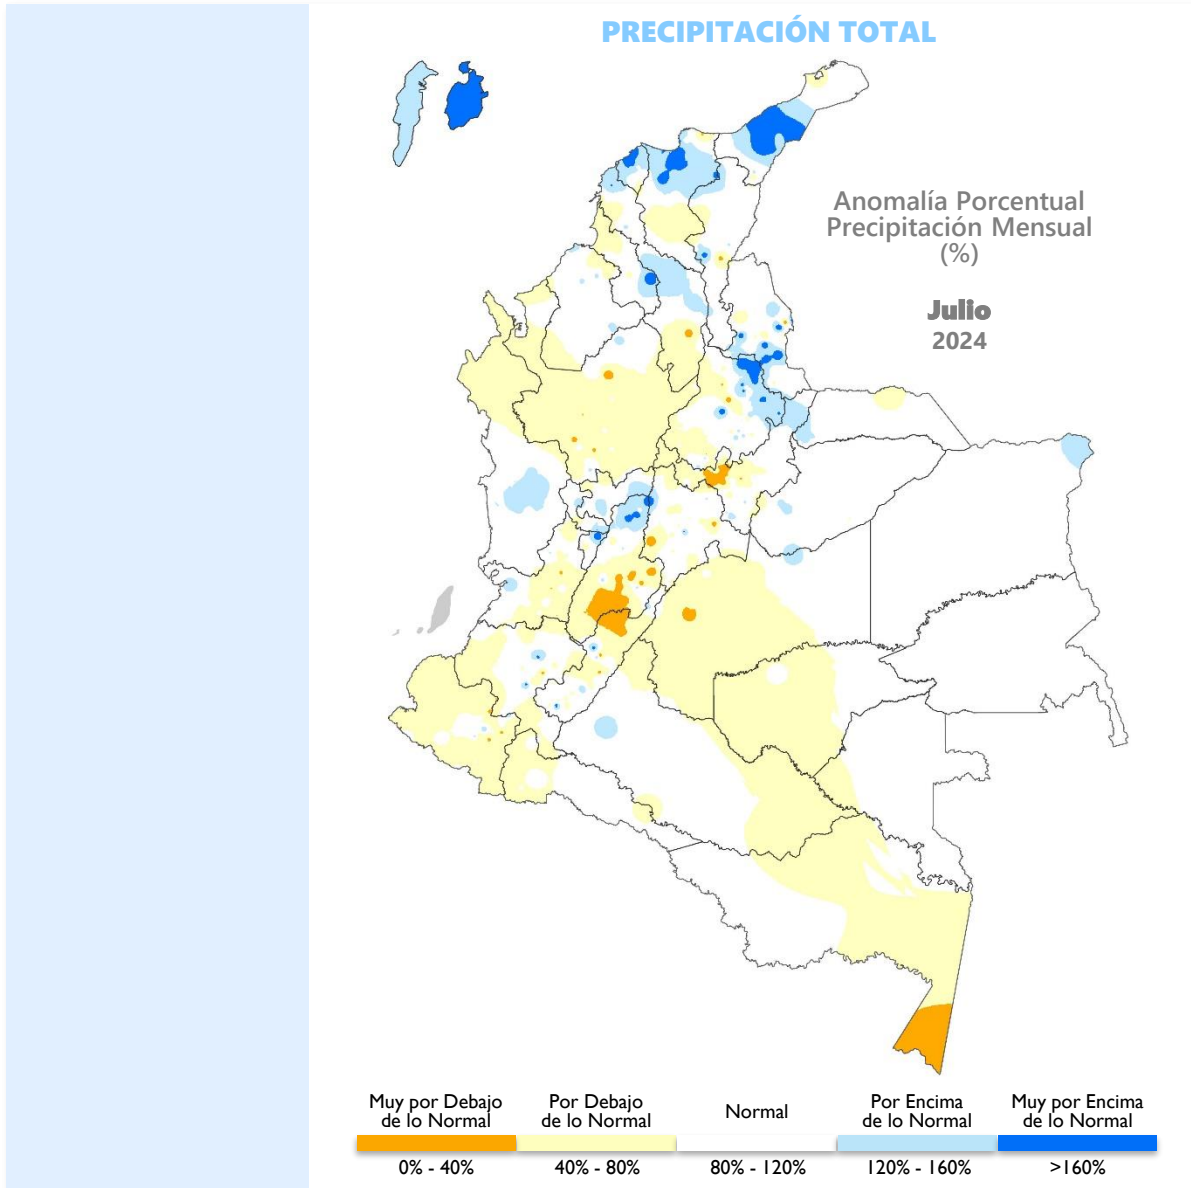 PRECIPITACIÓN TOTAL
Anomalía Porcentual
Precipitación Mensual
(%)
Julio
2024
Muy por Debajo
de lo Normal
Por Debajo
de lo Normal
Normal
Por Encima
de lo Normal
Muy por Encima
de lo Normal
0% - 40%
40% - 80%
80% - 120%
120% - 160%
>160%